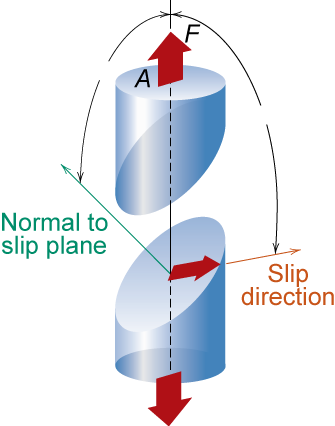 F
A
Normal to
slip plane
Slip
direction